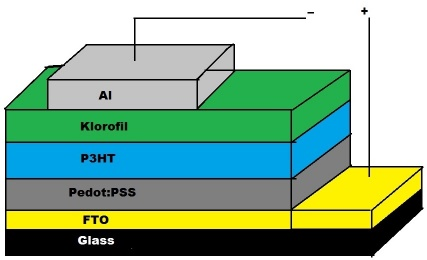 – +
Al
Klorofil
P3HT
Pedot:PSS
FTO
Glass